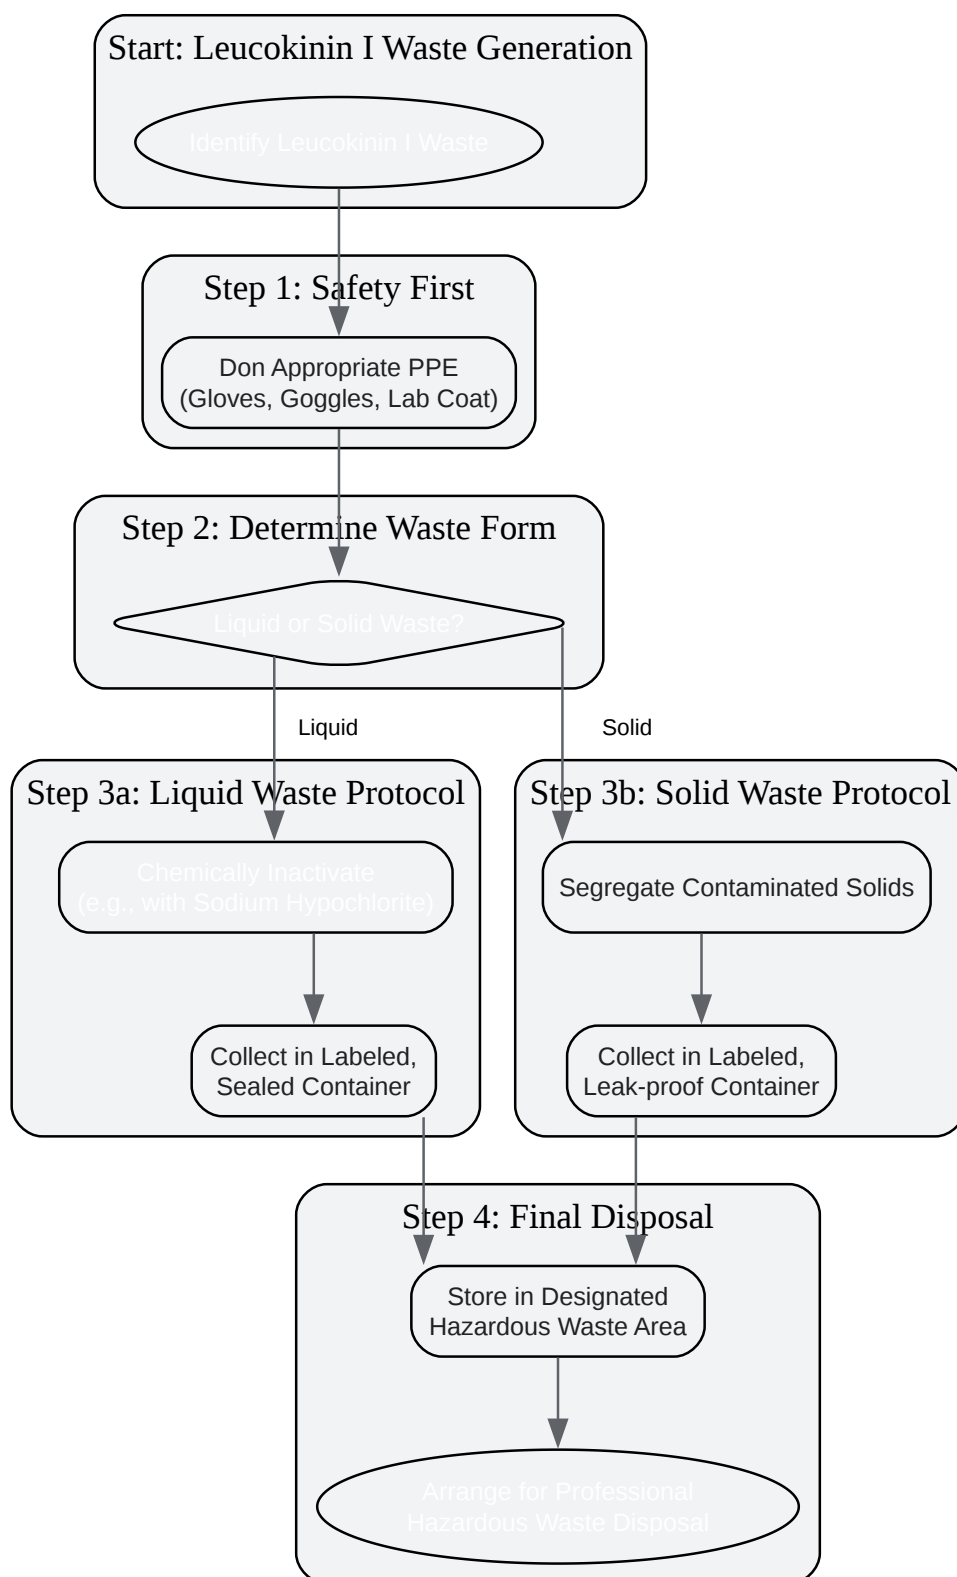 Start: Leucokinin I Waste Generation
Identify Leucokinin I Waste
Step 1: Safety First
Don Appropriate PPE
(Gloves, Goggles, Lab Coat)
Step 2: Determine Waste Form
Liquid or Solid Waste?
Liquid
Solid
Step 3a: Liquid Waste Protocol
Chemically Inactivate
(e.g., with Sodium Hypochlorite)
Collect in Labeled,
Sealed Container
Step 3b: Solid Waste Protocol
Segregate Contaminated Solids
Collect in Labeled,
Leak-proof Container
Step 4: Final Disposal
Store in Designated
Hazardous Waste Area
Arrange for Professional
Hazardous Waste Disposal